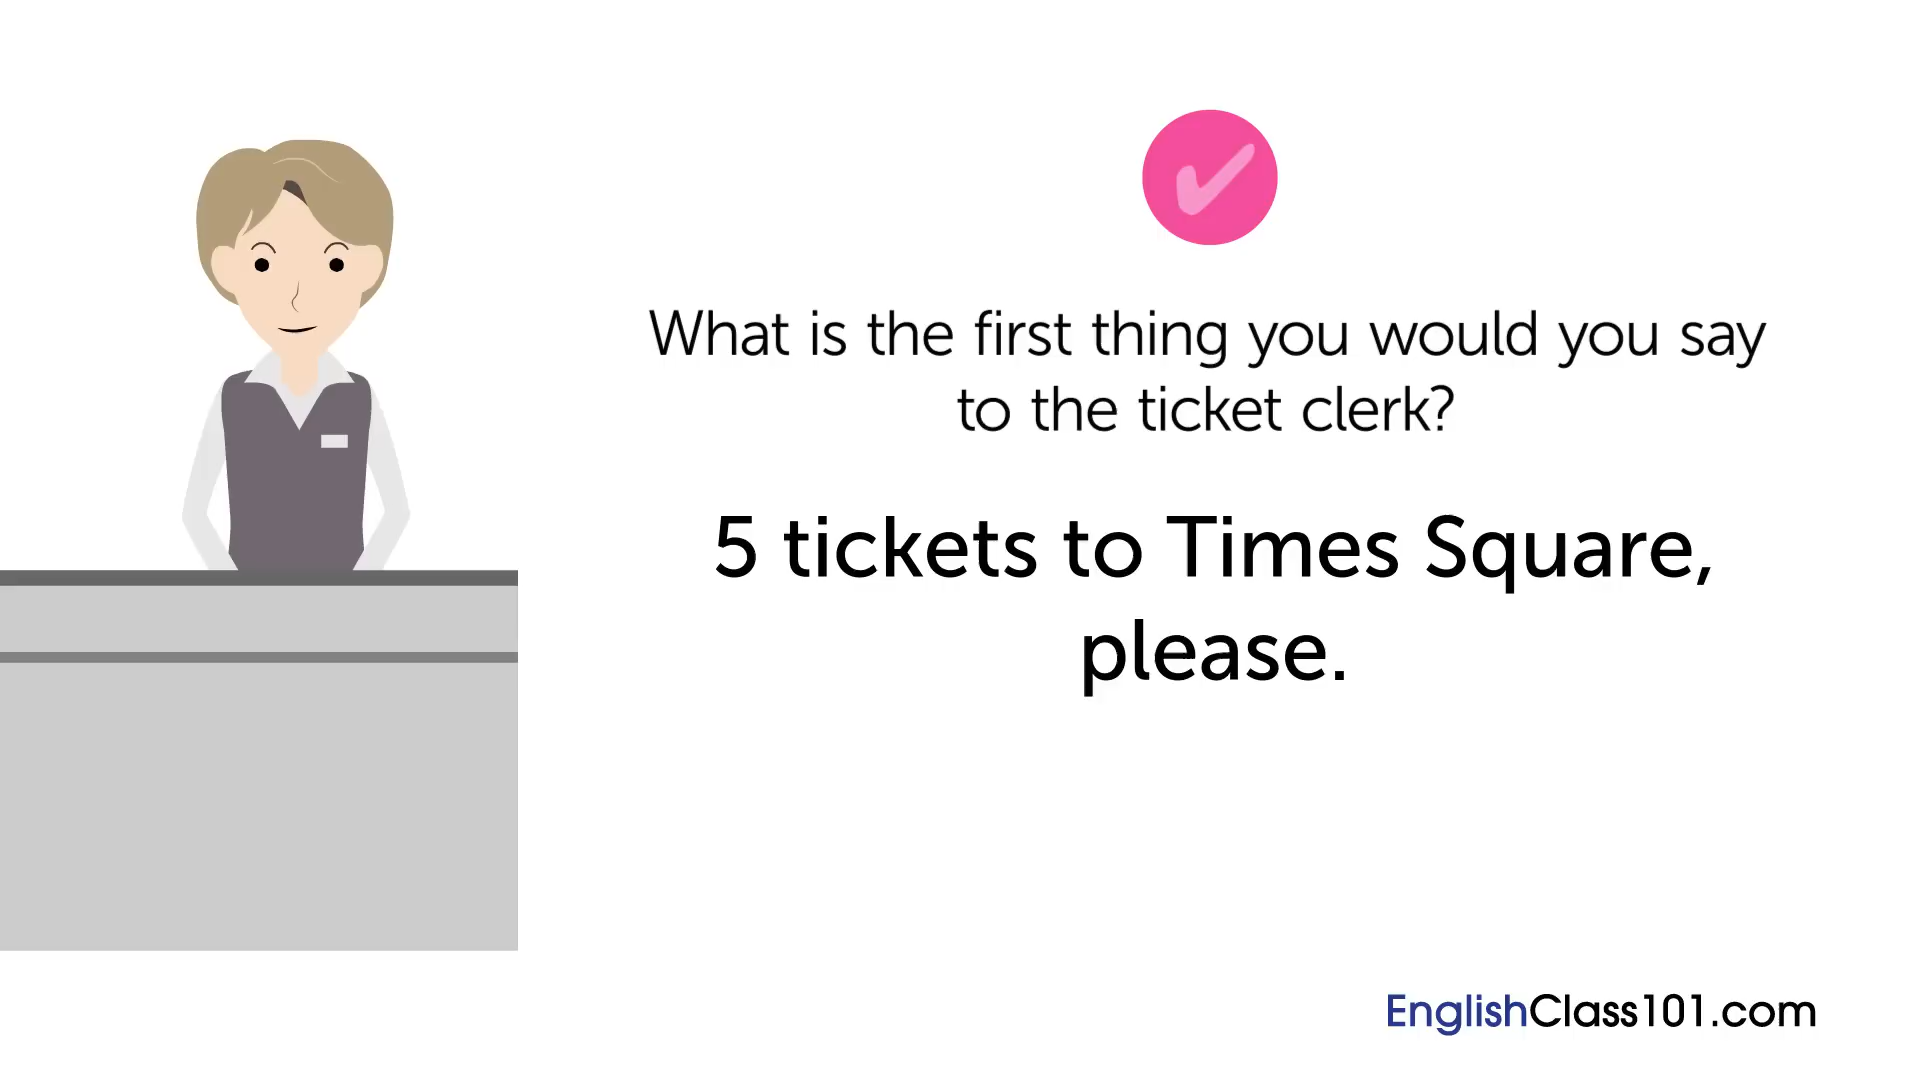 What is the first thing you would you say
to the ticket clerk?
5 tickets to Times Square,
please.
EnglishClass101.com